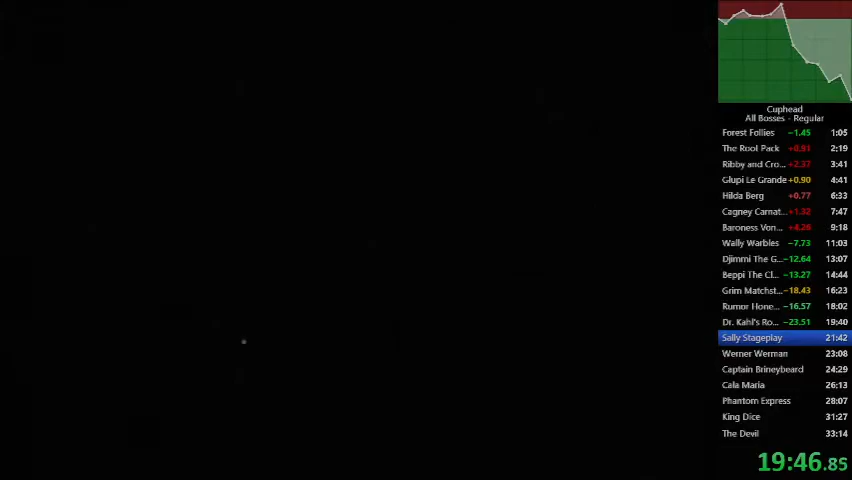 Cuphead
All Bosses - Regular
Forest Follies −1.45 1:05
The Root Pack +0.91 2:19
Ribby and Cro... +2.37 3:41
Glupi Le Grande +0.90 4:41
Hilda Berg +0.77 6:33
Cagney Carnat... +1.32 7:47
Baroness Von... +4.26 9:18
Wally Warbles −7.73 11:03
Djimmi The G... −12.64 13:07
Beppi The Cl... −13.27 14:44
Grim Matchst... −18.43 16:23
Rumor Hone... −16.57 18:02
Dr. Kahl's Ro... −23.51 19:40
Sally Stageplay 21:42
Werner Werman 23:08
Captain Brineybeard 24:29
Cala Maria 26:13
Phantom Express 28:07
King Dice 31:27
The Devil 33:14
19:46.85